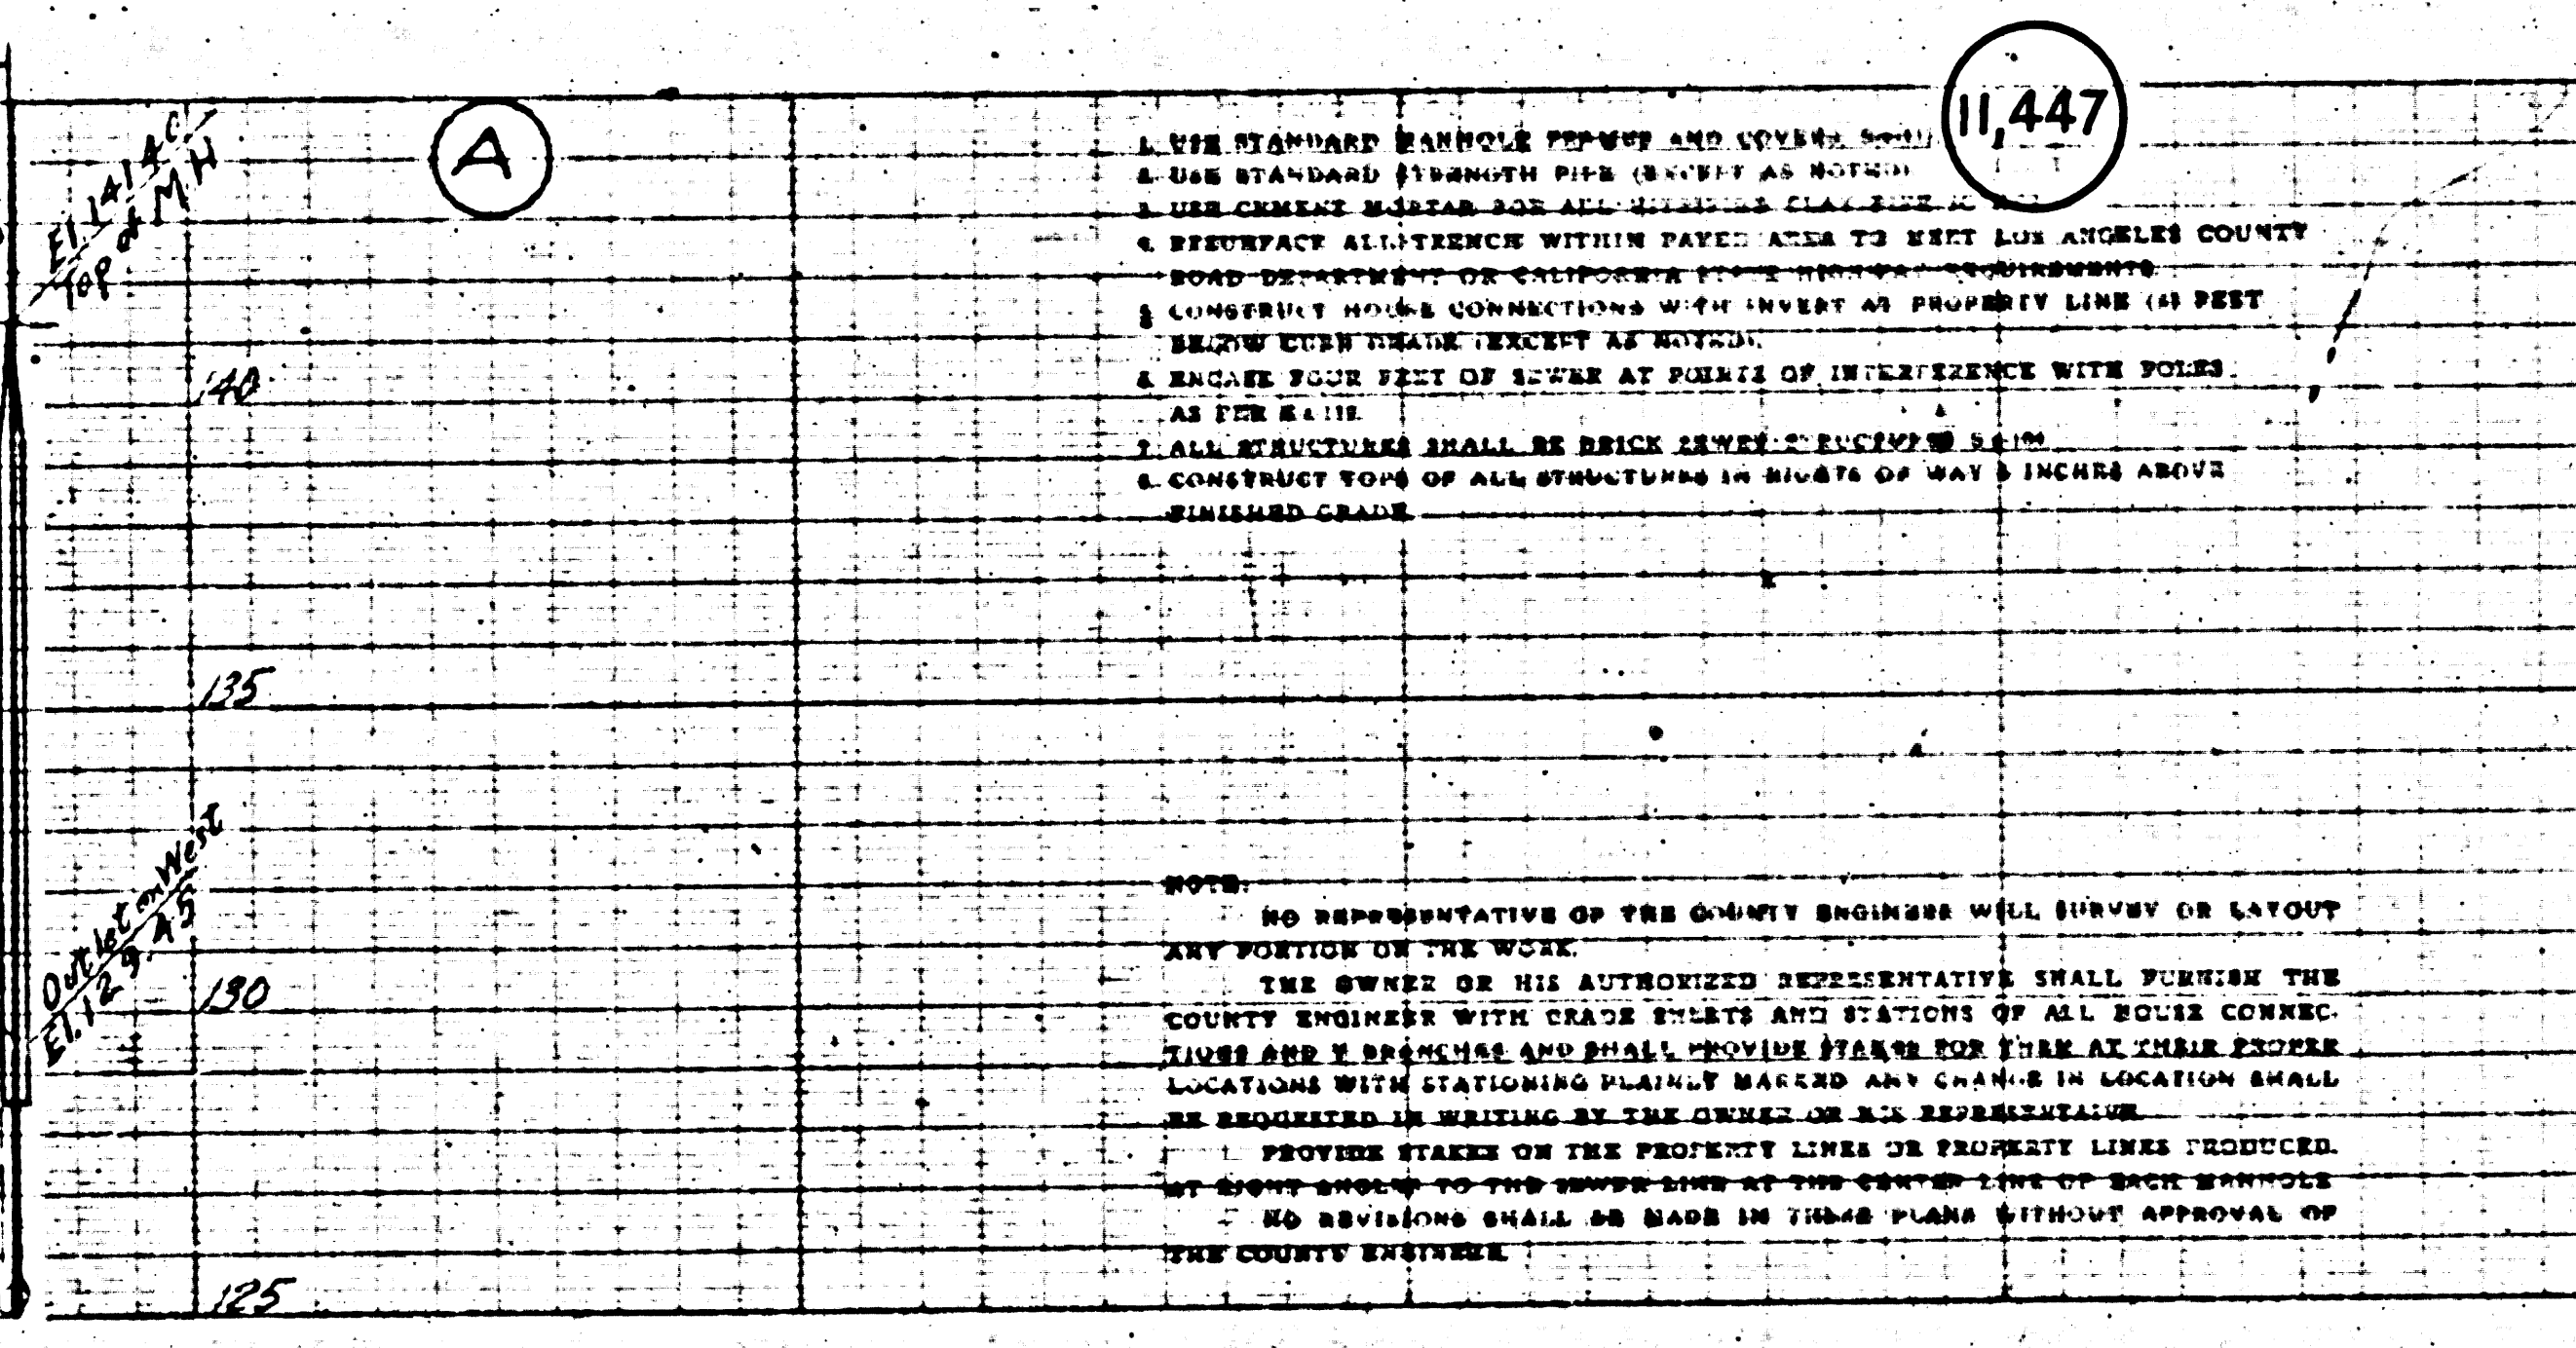 11,447
A
1. USE STANDARD MANHOLE AND COVERS
2. USE STANDARD STRENGTH PIPE (EXCEPT AS NOTED)
3. USE CEMENT MORTAR FOR ALL CLAY PIPE
4. RESURFACE ALL TRENCH WITHIN PAVED AREA TO MEET LOS ANGELES COUNTY
ROAD DEPARTMENT OR CALIFORNIA STATE HIGHWAY REQUIREMENTS
5. CONSTRUCT HOUSE CONNECTIONS WITH INVERT AT PROPERTY LINE FEET
BELOW CURB GRADE (EXCEPT AS NOTED).
6. ENCASE FOUR FEET OF SEWER AT POINTS OF INTERFERENCE WITH POLES.
AS PER
7. ALL STRUCTURES SHALL BE BRICK SEWER STRUCTURES
8. CONSTRUCT TOPS OF ALL STRUCTURES IN RIGHTS OF WAY INCHES ABOVE
FINISHED GRADE
Top of MH
140
135
Outlet on West
El. 129.45
130
125
NOTE:
NO REPRESENTATIVE OF THE COUNTY ENGINEER WILL SURVEY OR LAYOUT
ANY PORTION OF THE WORK.
THE OWNER OR HIS AUTHORIZED REPRESENTATIVE SHALL FURNISH THE
COUNTY ENGINEER WITH GRADE SHEETS AND STATIONS OF ALL HOUSE CONNEC-
TIONS AND Y BRANCHES AND SHALL PROVIDE STAKES FOR THEM AT THEIR PROPER
LOCATIONS WITH STATIONING PLAINLY MARKED ANY CHANGE IN LOCATION SHALL
BE REQUESTED IN WRITING BY THE OWNER OR HIS REPRESENTATIVE
PROVIDE STAKES ON THE PROPERTY LINES OR PROPERTY LINES PRODUCED.
AT RIGHT ANGLES TO THE SEWER LINE AT THE CENTER LINE OF EACH MANHOLE
NO REVISIONS SHALL BE MADE IN THESE PLANS WITHOUT APPROVAL OF
THE COUNTY ENGINEER